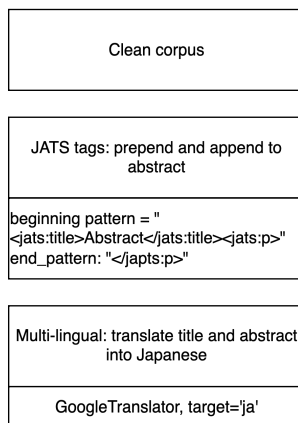 Clean corpus
JATS tags: prepend and append to
abstract
beginning pattern = "
<jats:title>Abstract</jats:title><jats:p>"
end_pattern: "</japts:p>"
Multi-lingual: translate title and abstract
into Japanese
GoogleTranslator, target='ja'